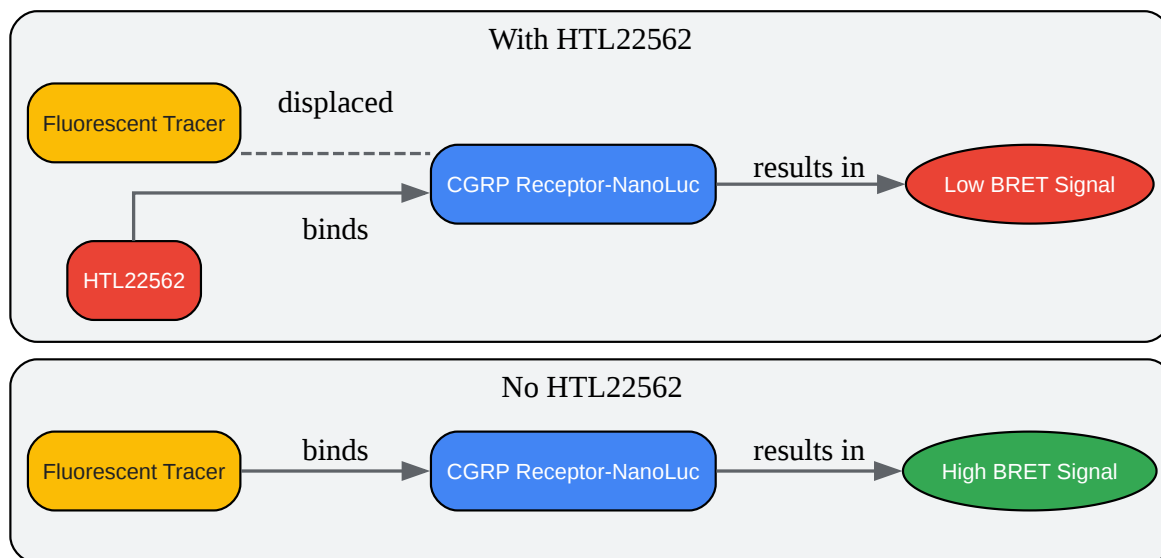 With HTL22562
Fluorescent Tracer
displaced
CGRP Receptor-NanoLuc
results in
Low BRET Signal
binds
HTL22562
No HTL22562
Fluorescent Tracer
binds
CGRP Receptor-NanoLuc
results in
High BRET Signal